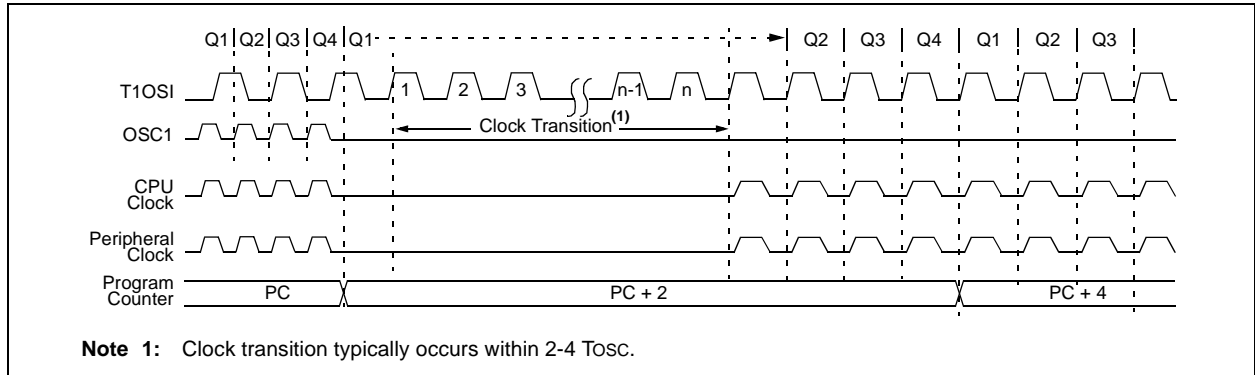 Q1 Q2 Q3 Q4 Q1 Q2 Q3 Q4 Q1 Q2 Q3
T1OSI 1 2 3 n-1 n
OSC1 Clock Transition(1)
CPU
Clock
Peripheral
Clock
Program
Counter PC PC + 2 PC + 4
Note 1: Clock transition typically occurs within 2-4 TOSC.